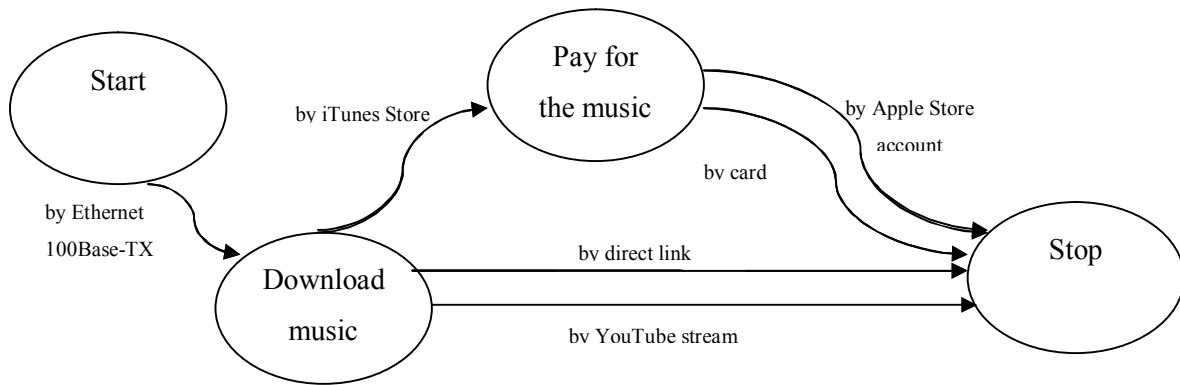 Start
Pay for
the music
by iTunes Store
by Apple Store
account
by card
by Ethernet
100Base-TX
by direct link
Stop
Download
music
by YouTube stream